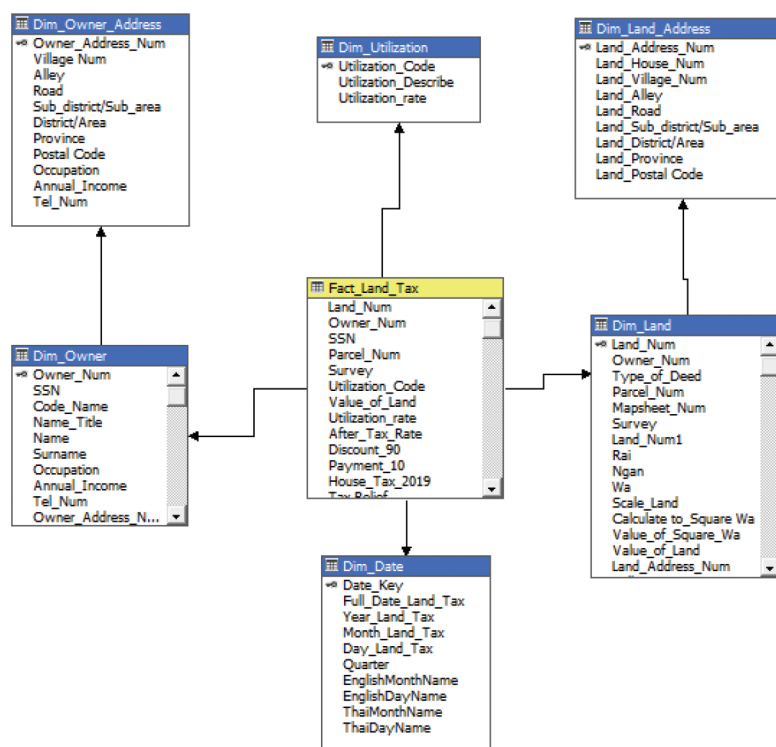 Dim_Owner_Address
Owner_Address_Num
Village Num
Alley
Road
Sub_district/Sub_area
District/Area
Province
Postal Code
Occupation
Annual_Income
Tel_Num
Dim_Utilization
Utilization_Code
Utilization_Describe
Utilization_rate
Dim_Land_Address
Land_Address_Num
Land_House_Num
Land_Village_Num
Land_Alley
Land_Road
Land_Sub_district/Sub_area
Land_District/Area
Land_Province
Land_Postal Code
Fact_Land_Tax
Land_Num
Owner_Num
SSN
Parcel_Num
Survey
Utilization_Code
Value_of_Land
Utilization_rate
After_Tax_Rate
Discount_90
Payment_10
House_Tax_2019
Tax Relief
Dim_Owner
Owner_Num
SSN
Code_Name
Name_Title
Name
Surname
Occupation
Annual_Income
Tel_Num
Owner_Address_N...
Dim_Land
Land_Num
Owner_Num
Type_of_Deed
Parcel_Num
Mapsheet_Num
Survey
Land_Num1
Rai
Ngan
Wa
Scale_Land
Calculate to_Square Wa
Value_of_Square_Wa
Value_of_Land
Land_Address_Num
Dim_Date
Date_Key
Full_Date_Land_Tax
Year_Land_Tax
Month_Land_Tax
Day_Land_Tax
Quarter
EnglishMonthName
EnglishDayName
ThaiMonthName
ThaiDayName